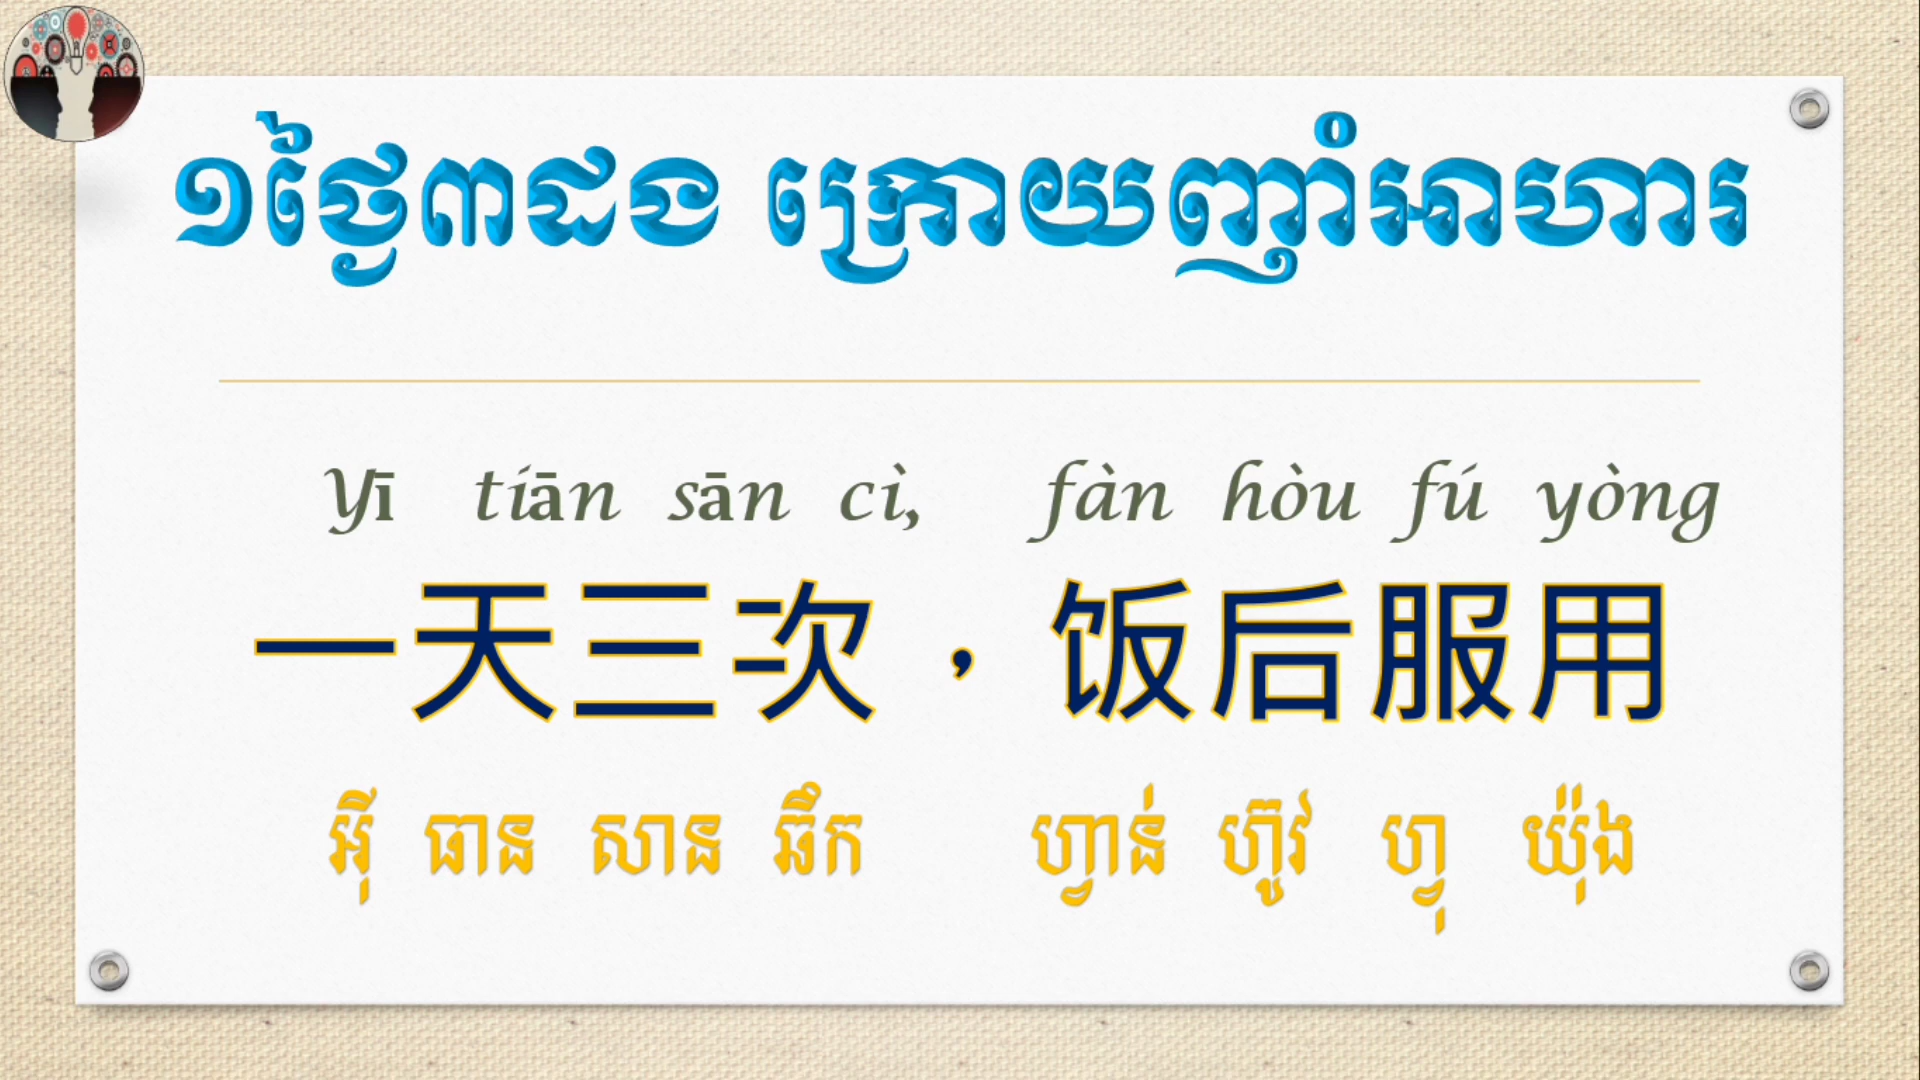 ១ថ្ងៃ៣ដង ក្រោយញ៉ាំអាហារ
Yī tiān sān cì, fàn hòu fú yòng
一天三次，饭后服用
អ៊ី ធាន សាន ឆឹក ហ្វាន់ ហ៊ូវ ហ្វុ យ៉ុង